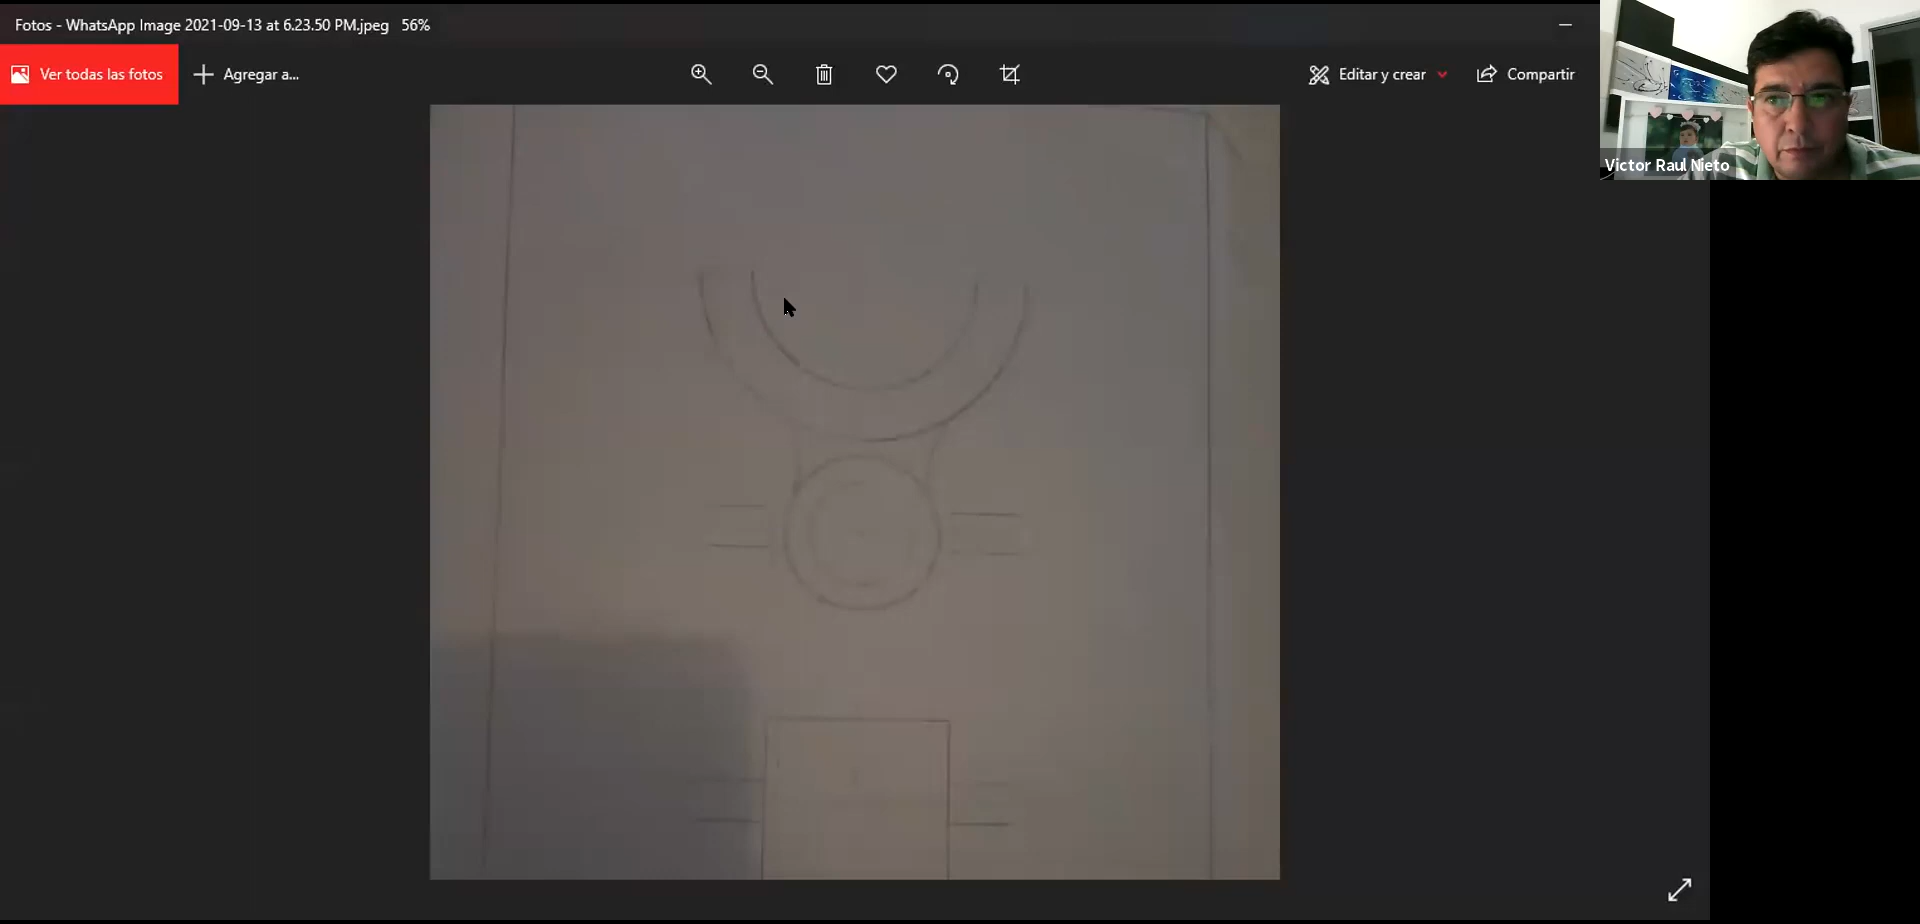 Fotos - WhatsApp Image 2021-09-13 at 6.23.50 PM.jpeg 56%
Ver todas las fotos
Agregar a...
Editar y crear
Compartir
Victor Raul Nieto